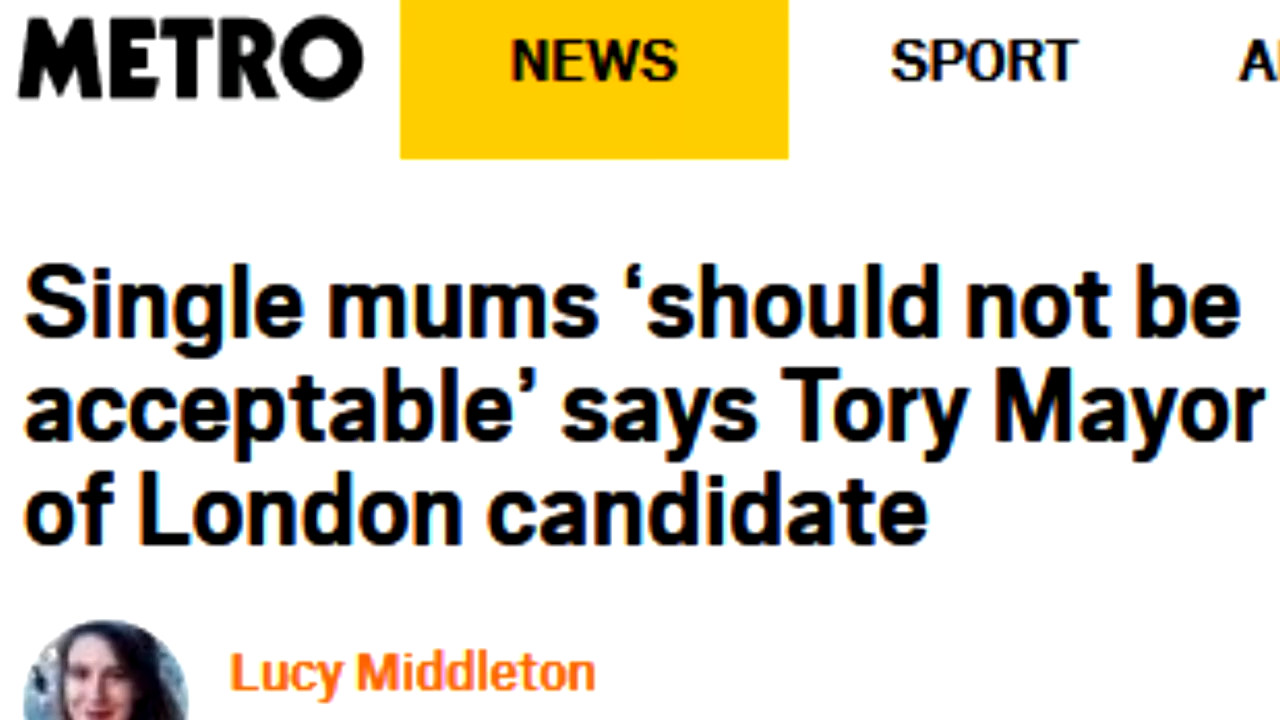 METRO NEWS SPORT
Single mums ‘should not be
acceptable’ says Tory Mayor
of London candidate
Lucy Middleton